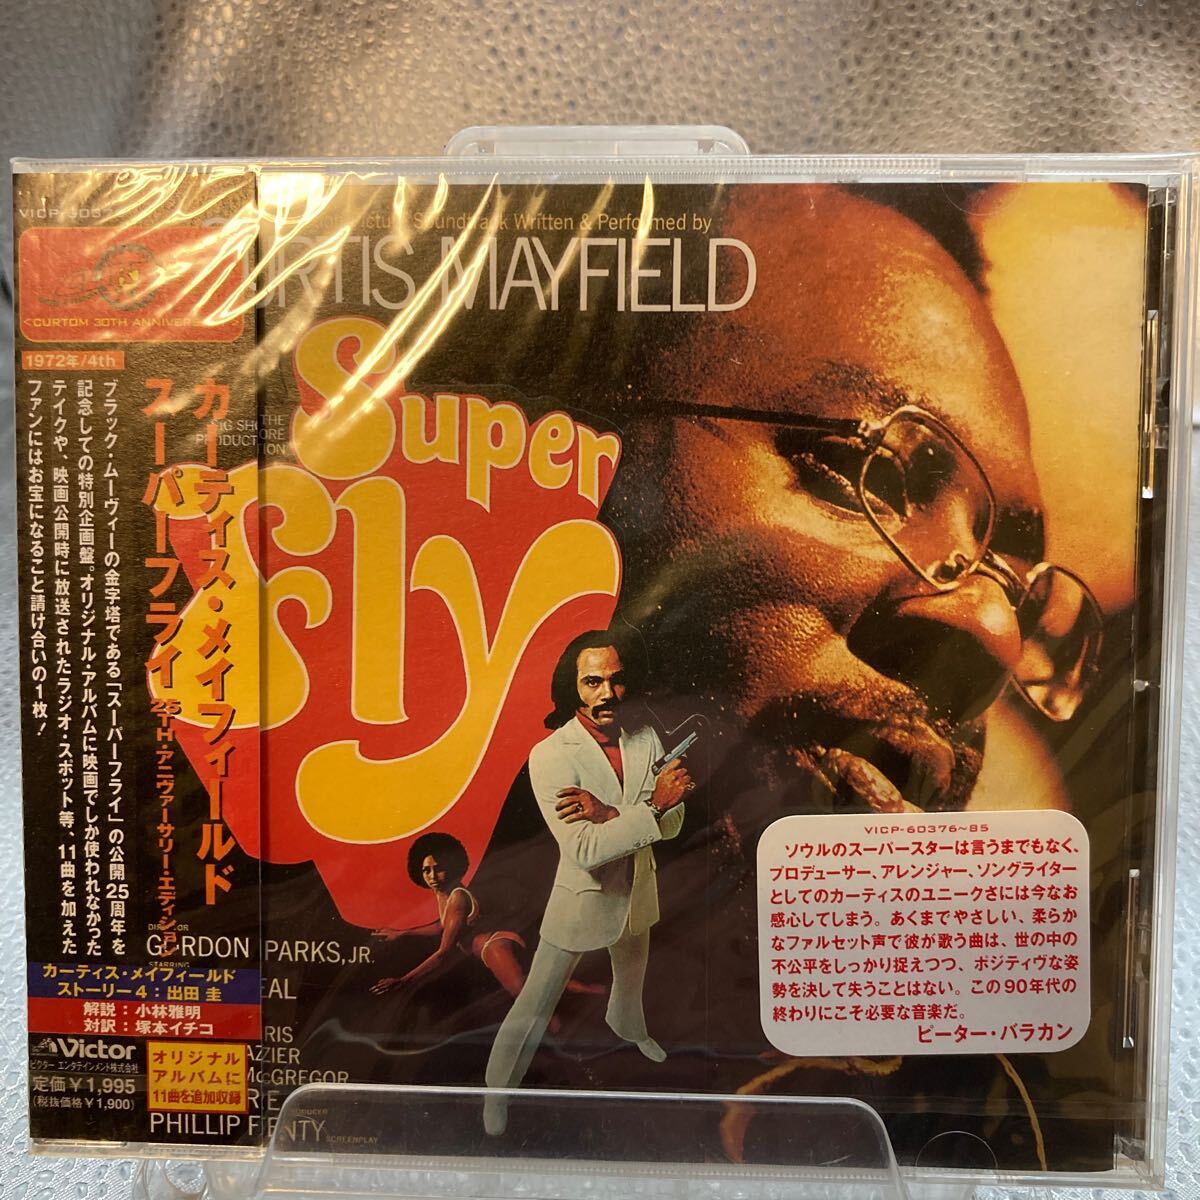 VICP-
<CURTOM 30TH ANNIVERS
1972年/4th
カーティス・メイフィールド
スーパーフライ 25TH・アニヴァーサリー・エディション
ブラック・ムーヴィーの金字塔である「スーパーフライ」の公開25周年を
記念しての特別企画盤。オリジナル・アルバムに映画でしか使われなかった
テイクや、映画公開時に放送されたラジオ・スポット等、11曲を加えた
ファンにはお宝になること請け合いの1枚！
カーティス・メイフィールド
ストーリー4：出田 圭
解説：小林雅明
対訳：塚本イチコ
Victor
ビクター エンタテインメント株式会社
定価￥1,995
(税抜価格￥1,900)
オリジナル
アルバムに
11曲を追加収録
Soundtrack Written & Performed by
CURTIS MAYFIELD
Super
Fly
THE
SIG SHORE
PRODUCTION
DIRECTOR
GORDON PARKS, JR.
STARRING
EAL
RIS
AZZIER
McGREGOR
RE
PRODUCER
PHILLIP FENTY
SCREENPLAY
VICP-60376~85
ソウルのスーパースターは言うまでもなく、
プロデューサー、アレンジャー、ソングライター
としてのカーティスのユニークさには今なお
感心してしまう。あくまでやさしい、柔らか
なファルセット声で彼が歌う曲は、世の中の
不公平をしっかり捉えつつ、ポジティヴな姿
勢を決して失うことはない。この90年代の
終わりにこそ必要な音楽だ。
ピーター・バラカン